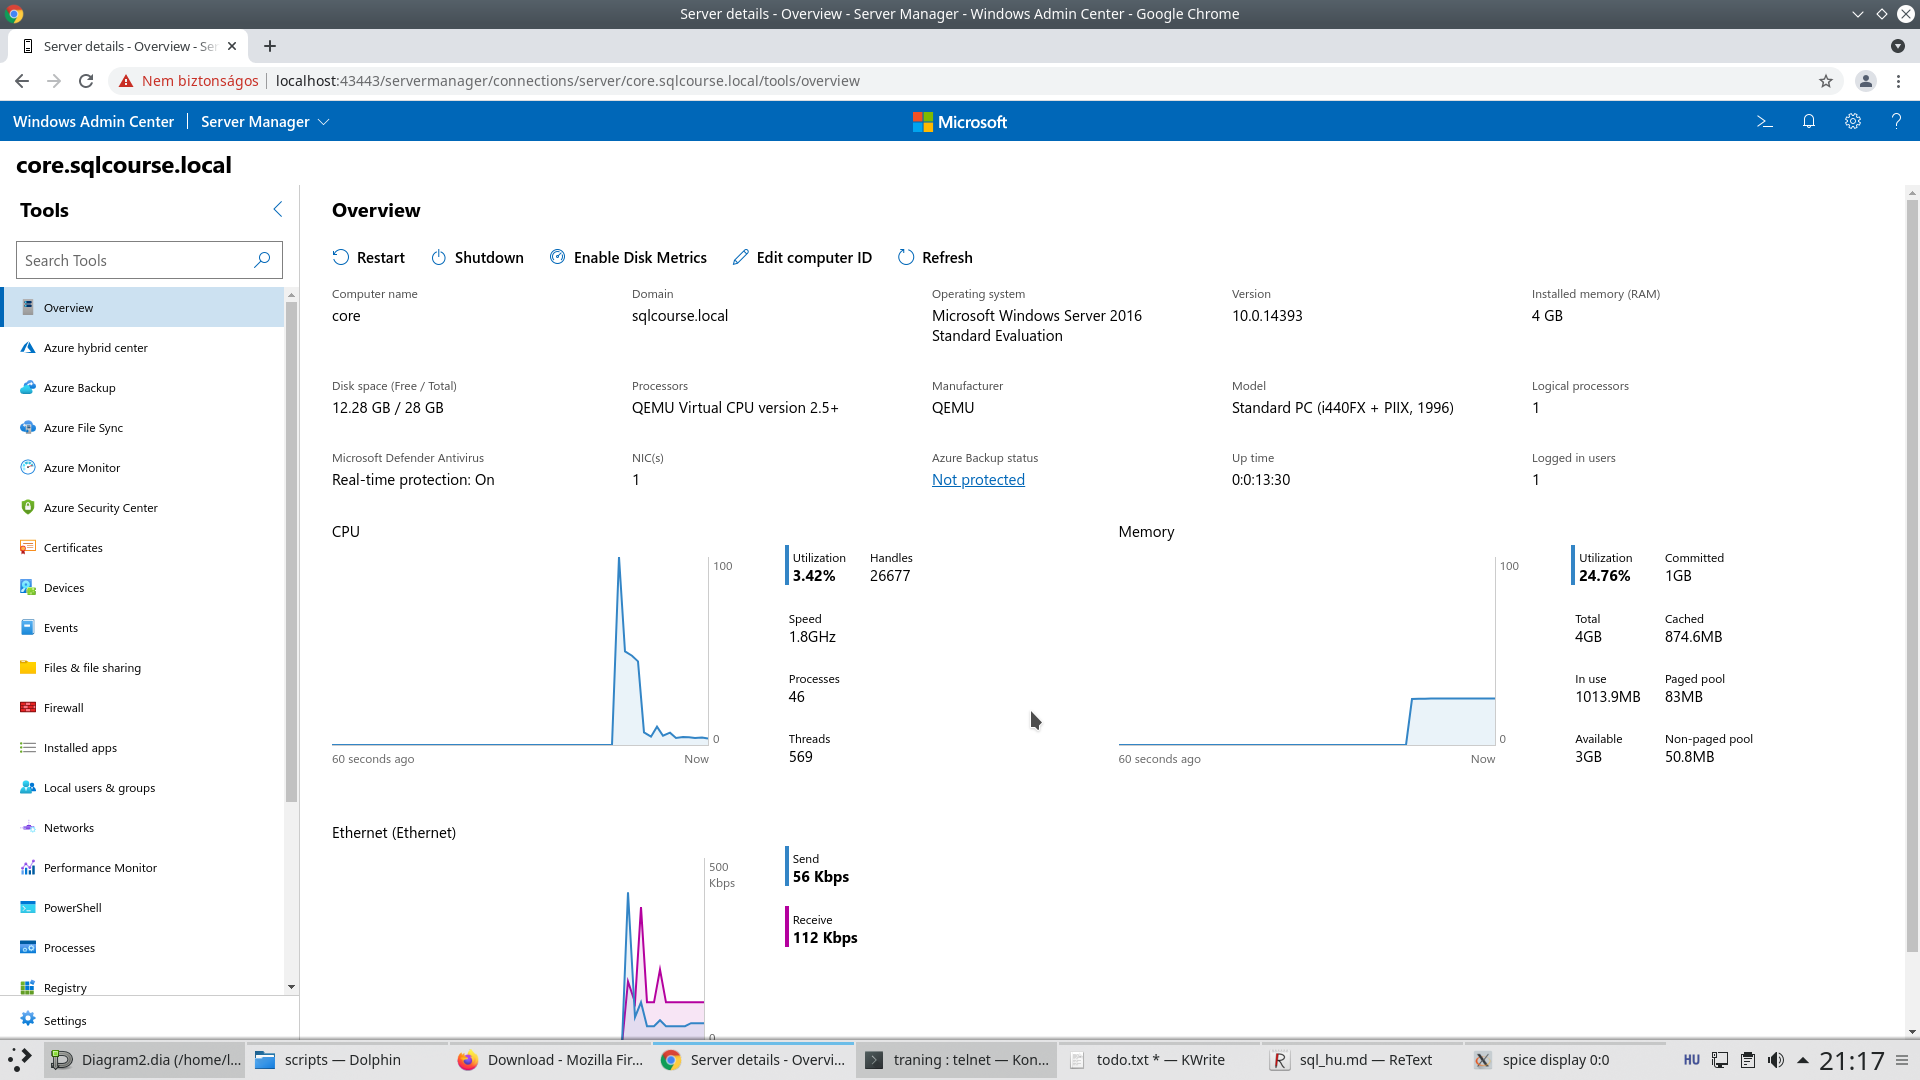 Server details - Overview - Server Manager - Windows Admin Center - Google Chrome
Server details - Overview - Ser
Nem biztonságos
localhost:43443/servermanager/connections/server/core.sqlcourse.local/tools/overview
Windows Admin Center
Server Manager
Microsoft
core.sqlcourse.local
Tools
Search Tools
Overview
Azure hybrid center
Azure Backup
Azure File Sync
Azure Monitor
Azure Security Center
Certificates
Devices
Events
Files & file sharing
Firewall
Installed apps
Local users & groups
Networks
Performance Monitor
PowerShell
Processes
Registry
Settings
Overview
Restart
Shutdown
Enable Disk Metrics
Edit computer ID
Refresh
Computer name
core
Domain
sqlcourse.local
Operating system
Microsoft Windows Server 2016
Standard Evaluation
Version
10.0.14393
Installed memory (RAM)
4 GB
Disk space (Free / Total)
12.28 GB / 28 GB
Processors
QEMU Virtual CPU version 2.5+
Manufacturer
QEMU
Model
Standard PC (i440FX + PIIX, 1996)
Logical processors
1
Microsoft Defender Antivirus
Real-time protection: On
NIC(s)
1
Azure Backup status
Not protected
Up time
0:0:13:30
Logged in users
1
CPU
100
0
60 seconds ago
Now
Utilization
3.42%
Handles
26677
Speed
1.8GHz
Processes
46
Threads
569
Memory
100
0
60 seconds ago
Now
Utilization
24.76%
Committed
1GB
Total
4GB
Cached
874.6MB
In use
1013.9MB
Paged pool
83MB
Available
3GB
Non-paged pool
50.8MB
Ethernet (Ethernet)
500
Kbps
0
Send
56 Kbps
Receive
112 Kbps
Diagram2.dia (/home/l...
scripts — Dolphin
Download - Mozilla Fir...
Server details - Overvi...
traning : telnet — Kon...
todo.txt * — KWrite
sql_hu.md — ReText
spice display 0:0
HU
21:17